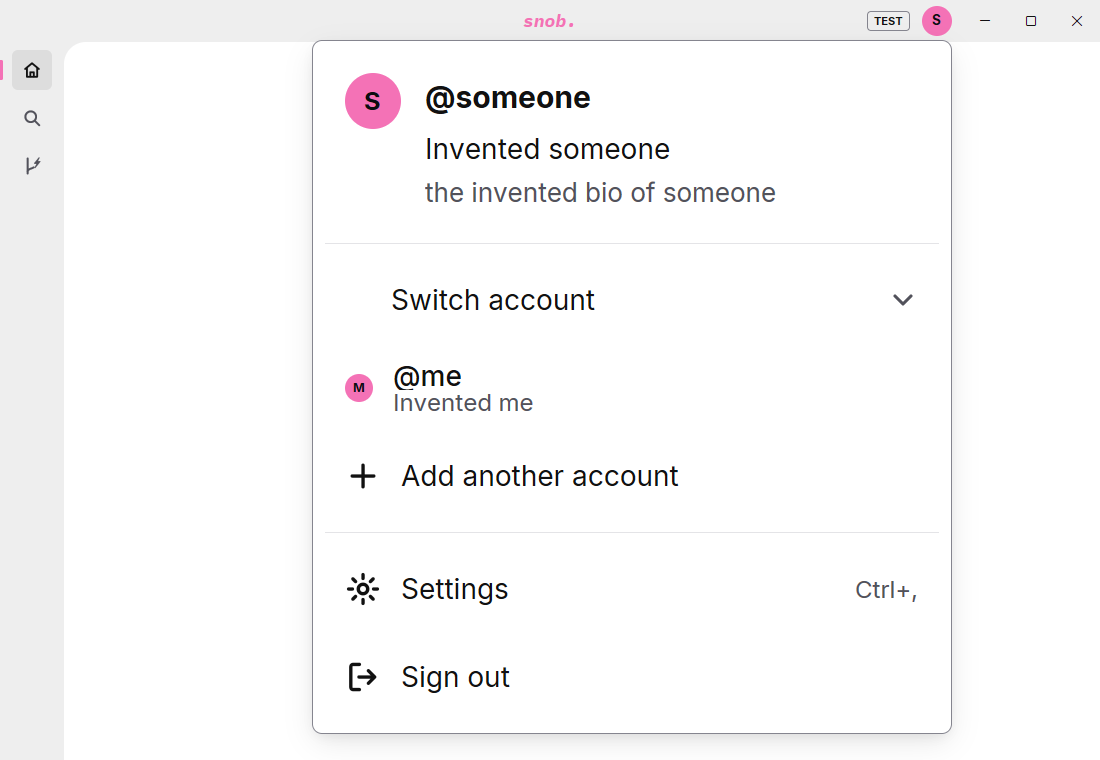 snob.
TEST
S
S
@someone
Invented someone
the invented bio of someone
Switch account
M
@me
Invented me
Add another account
Settings
Ctrl+,
Sign out